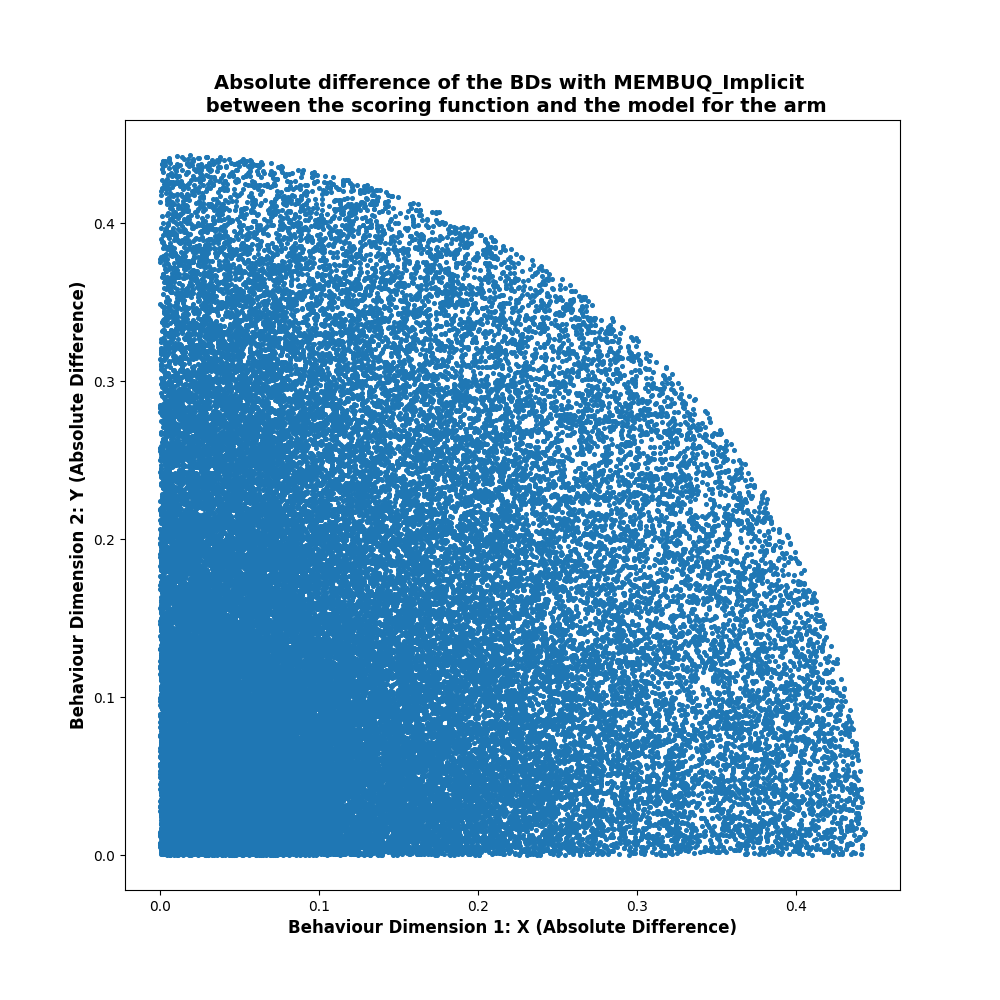 Absolute difference of the BDs with MEMBUQ_Implicit
between the scoring function and the model for the arm
Behaviour Dimension 2: Y (Absolute Difference)
0.4
0.3
0.2
0.1
0.0
0.0 0.1 0.2 0.3 0.4
Behaviour Dimension 1: X (Absolute Difference)